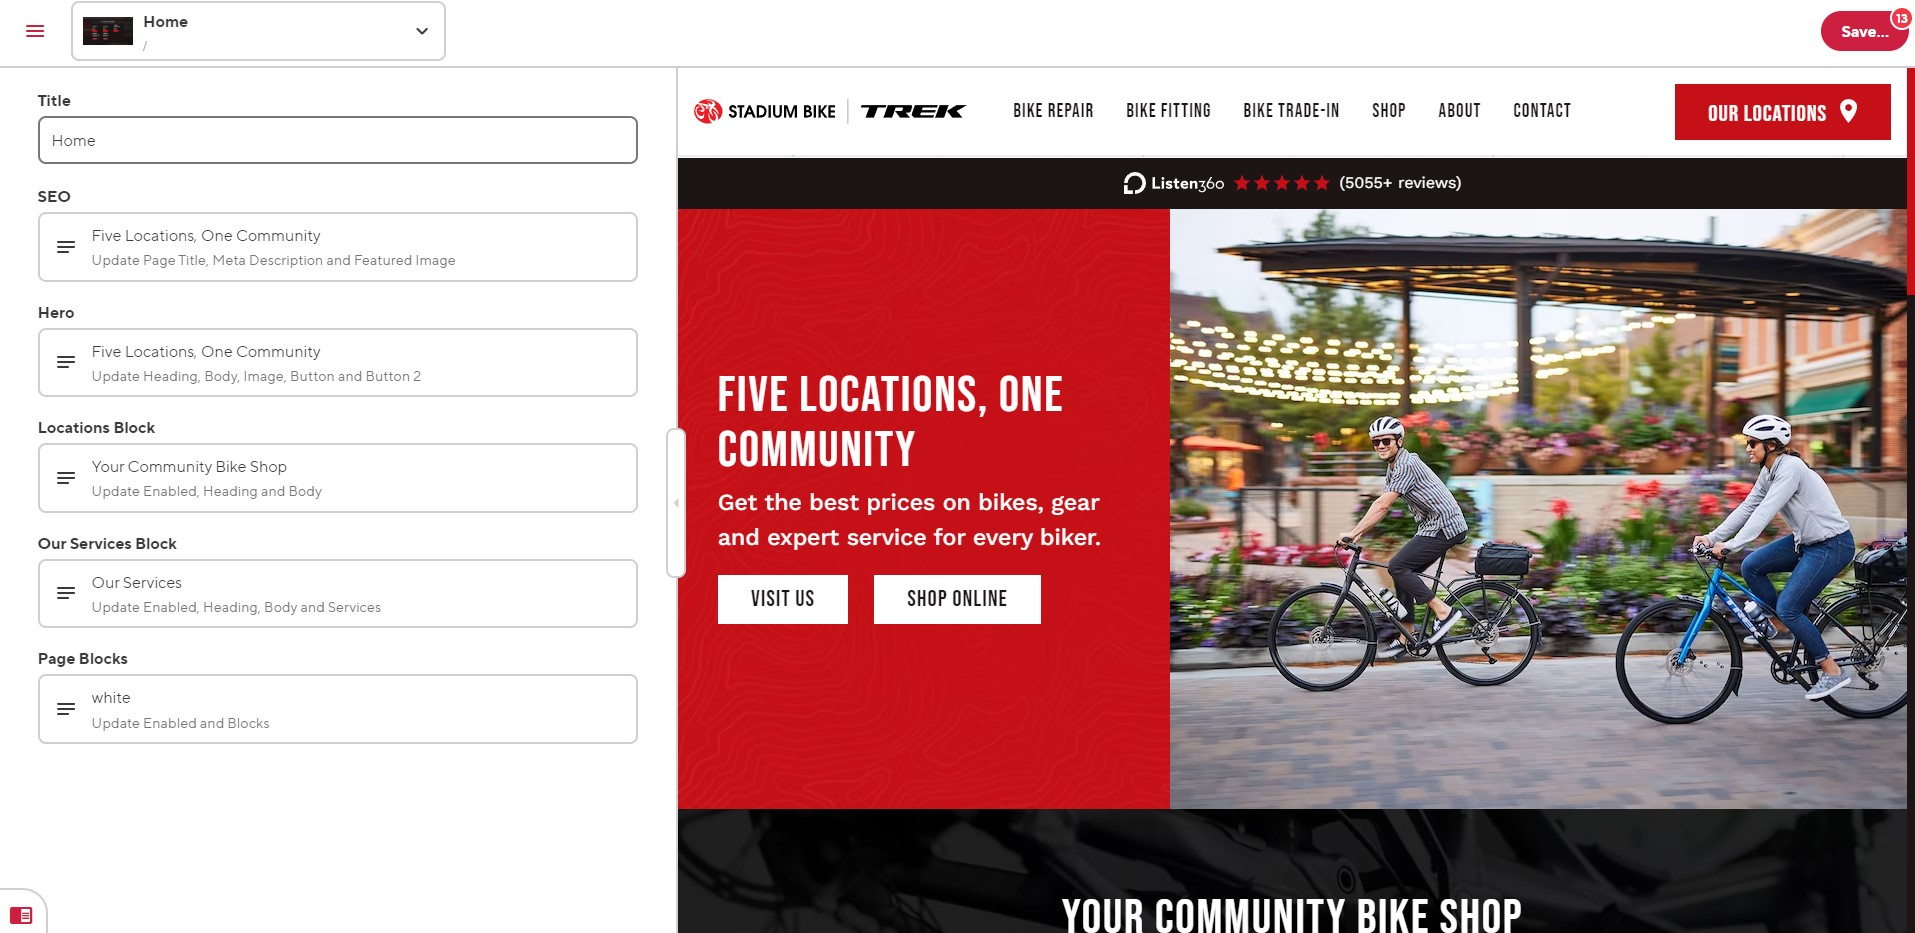 Home
/
Save...
13
Title
Home
SEO
Five Locations, One Community
Update Page Title, Meta Description and Featured Image
Hero
Five Locations, One Community
Update Heading, Body, Image, Button and Button 2
Locations Block
Your Community Bike Shop
Update Enabled, Heading and Body
Our Services Block
Our Services
Update Enabled, Heading, Body and Services
Page Blocks
white
Update Enabled and Blocks
STADIUM BIKE TREK
BIKE REPAIR BIKE FITTING BIKE TRADE-IN SHOP ABOUT CONTACT
OUR LOCATIONS
Listen360 (5055+ reviews)
FIVE LOCATIONS, ONE
COMMUNITY
Get the best prices on bikes, gear
and expert service for every biker.
VISIT US SHOP ONLINE
YOUR COMMUNITY BIKE SHOP